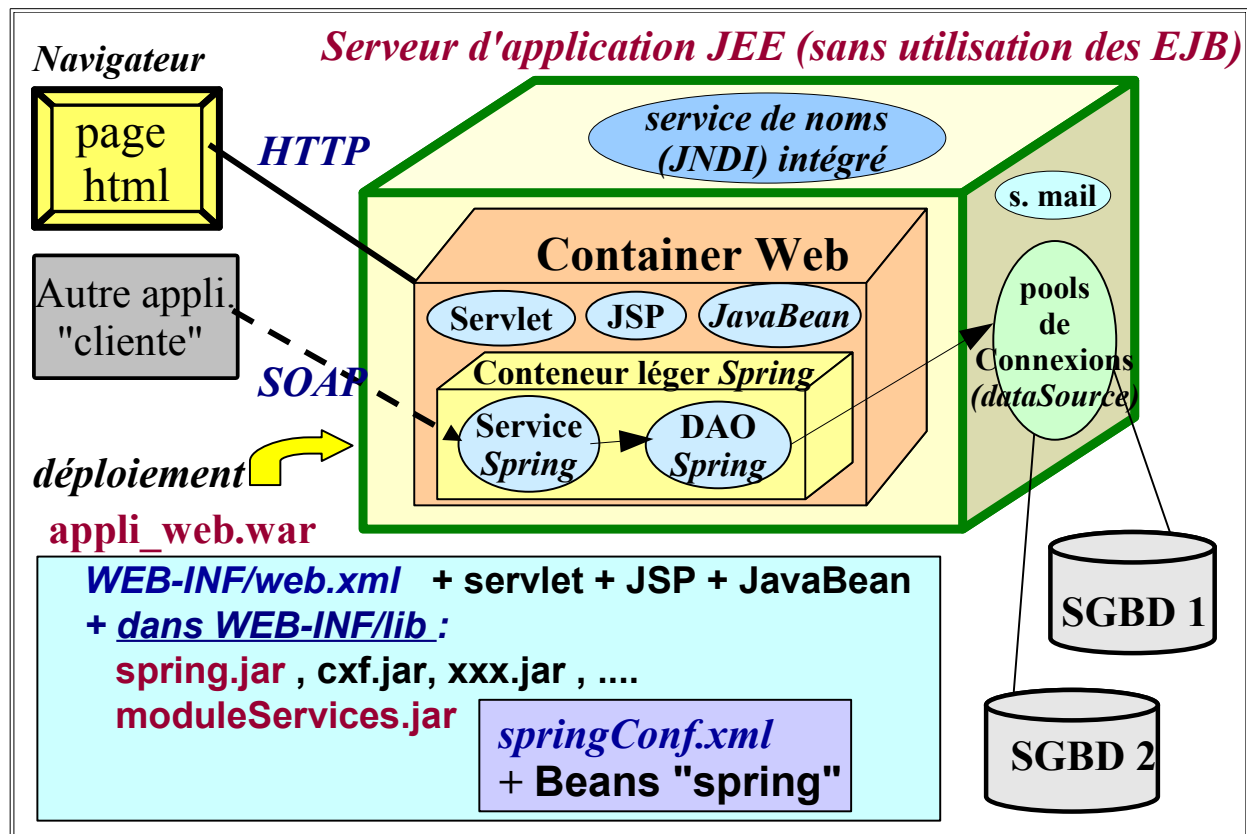 Serveur d'application JEE (sans utilisation des EJB)
Navigateur
page
html
HTTP
service de noms
(JNDI) intégré
s. mail
Autre appli.
"cliente"
SOAP
Container Web
Servlet
JSP
JavaBean
Conteneur léger Spring
Service
Spring
DAO
Spring
pools
de
Connexions
(dataSource)
déploiement
appli_web.war
WEB-INF/web.xml + servlet + JSP + JavaBean
+ dans WEB-INF/lib :
spring.jar , cxf.jar, xxx.jar , ....
moduleServices.jar
springConf.xml
+ Beans "spring"
SGBD 1
SGBD 2